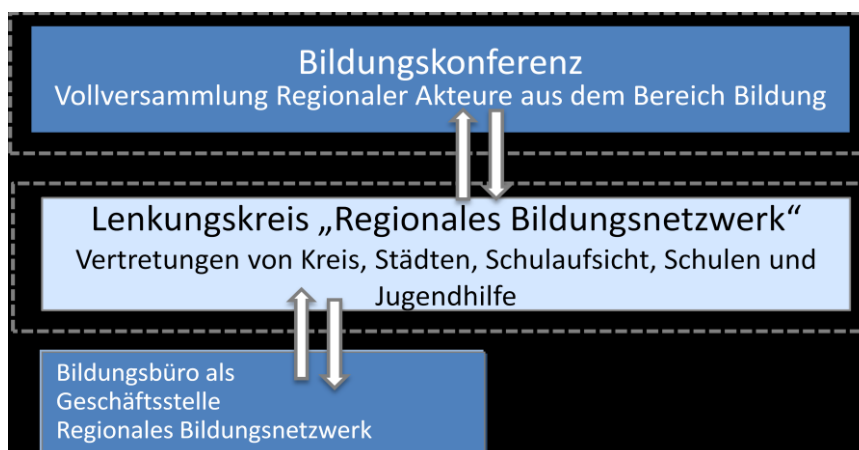 Bildungskonferenz
Vollversammlung Regionaler Akteure aus dem Bereich Bildung
Lenkungskreis „Regionales Bildungsnetzwerk“
Vertretungen von Kreis, Städten, Schulaufsicht, Schulen und
Jugendhilfe
Bildungsbüro als
Geschäftsstelle
Regionales Bildungsnetzwerk